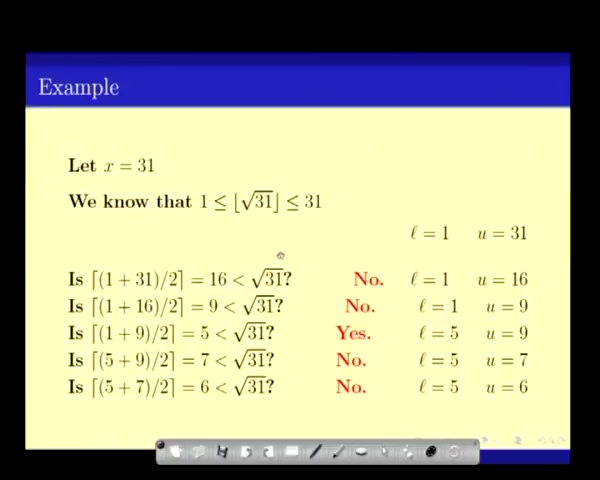 Example
Let x = 31
We know that 1 ≤ ⌊√31⌋ ≤ 31
ℓ = 1 u = 31
Is ⌈(1 + 31)/2⌉ = 16 < √31? No. ℓ = 1 u = 16
Is ⌈(1 + 16)/2⌉ = 9 < √31? No. ℓ = 1 u = 9
Is ⌈(1 + 9)/2⌉ = 5 < √31? Yes. ℓ = 5 u = 9
Is ⌈(5 + 9)/2⌉ = 7 < √31? No. ℓ = 5 u = 7
Is ⌈(5 + 7)/2⌉ = 6 < √31? No. ℓ = 5 u = 6